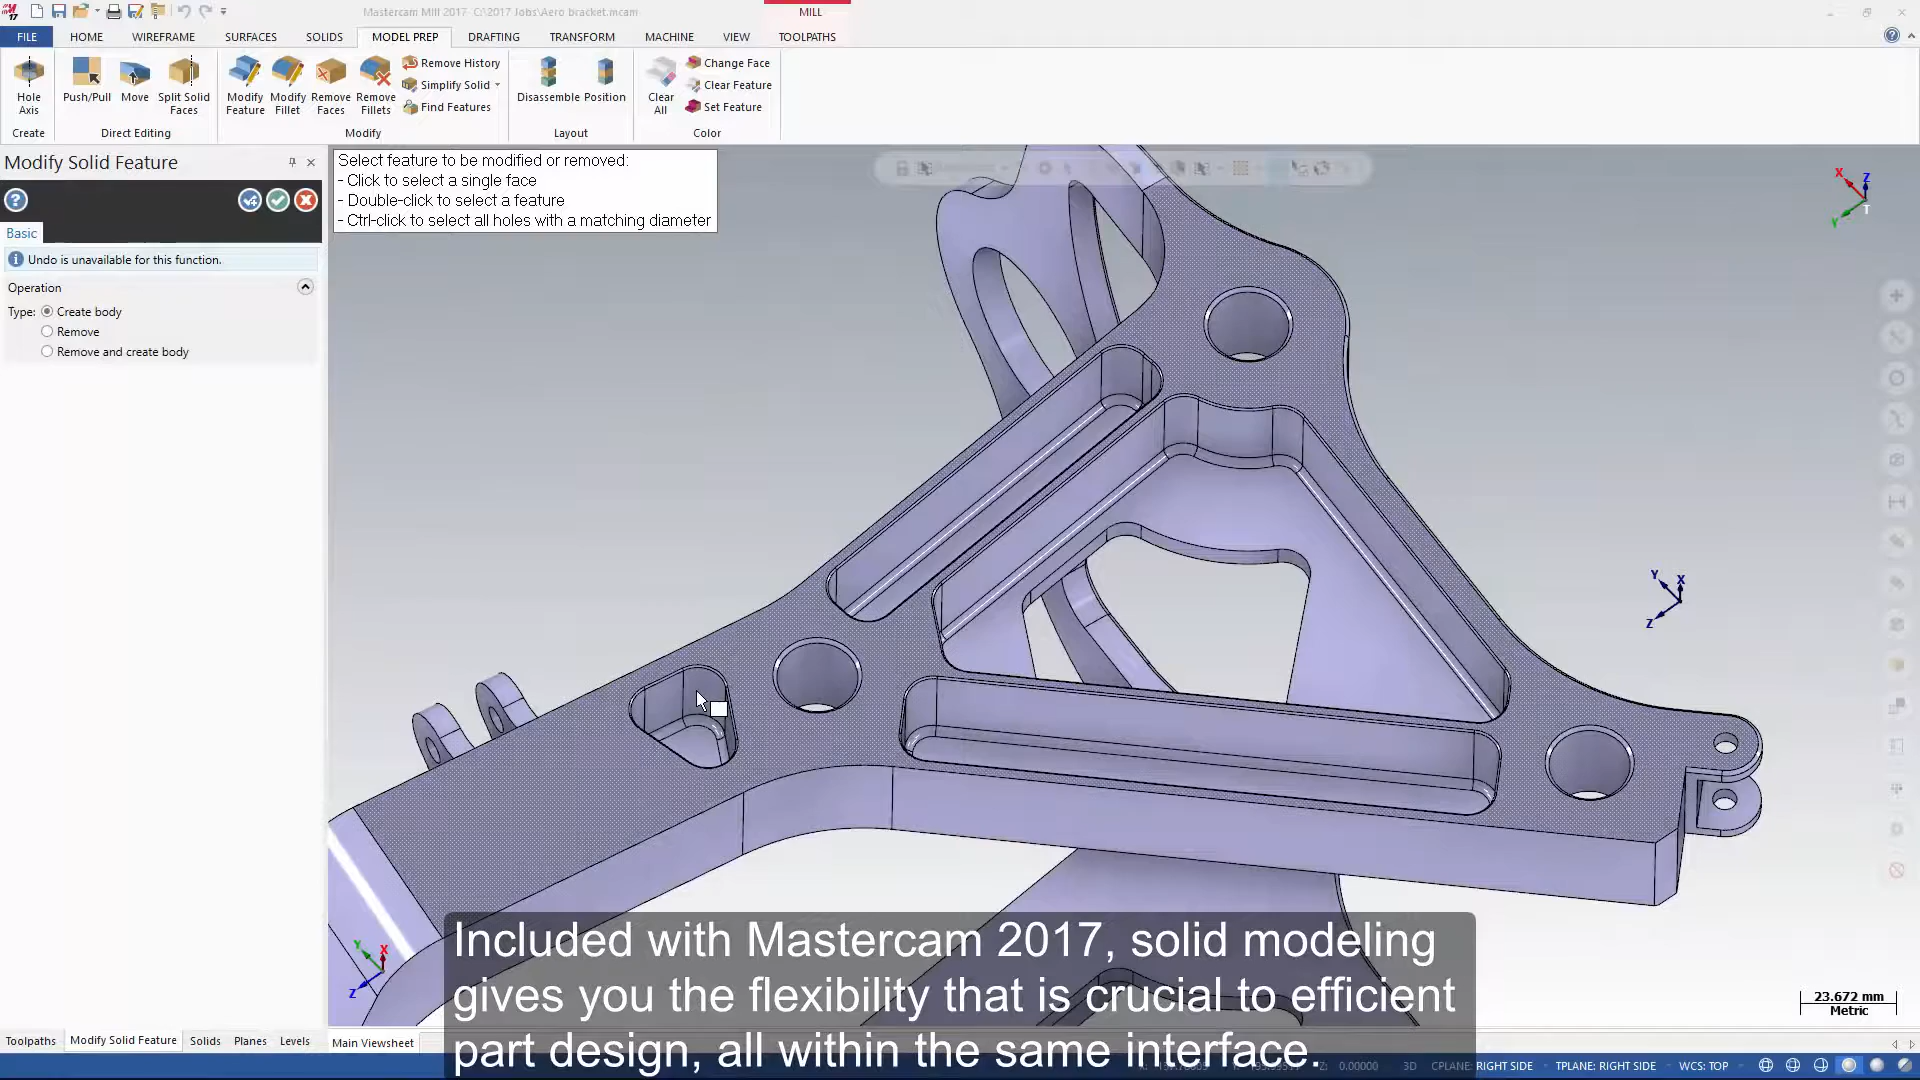 Mastercam Mill 2017 C:\2017 Jobs\Aero bracket.mcam
MILL
FILE HOME WIREFRAME SURFACES SOLIDS MODEL PREP DRAFTING TRANSFORM MACHINE VIEW TOOLPATHS
Hole Axis
Push/Pull
Move
Split Solid Faces
Modify Feature
Modify Fillet
Remove Faces
Remove Fillets
Remove History
Simplify Solid
Find Features
Disassemble
Position
Clear All
Change Face
Clear Feature
Set Feature
Create
Direct Editing
Modify
Layout
Color
Modify Solid Feature
Basic
Undo is unavailable for this function.
Operation
Type: Create body
Remove
Remove and create body
Select feature to be modified or removed:
- Click to select a single face
- Double-click to select a feature
- Ctrl-click to select all holes with a matching diameter
X Z
Y T
Y X
Z
Y X
Z
23.672 mm
Metric
Included with Mastercam 2017, solid modeling
gives you the flexibility that is crucial to efficient
part design, all within the same interface.
Toolpaths Modify Solid Feature Solids Planes Levels
Main Viewsheet
Z: 0.00000 3D CPLANE: RIGHT SIDE TPLANE: RIGHT SIDE WCS: TOP